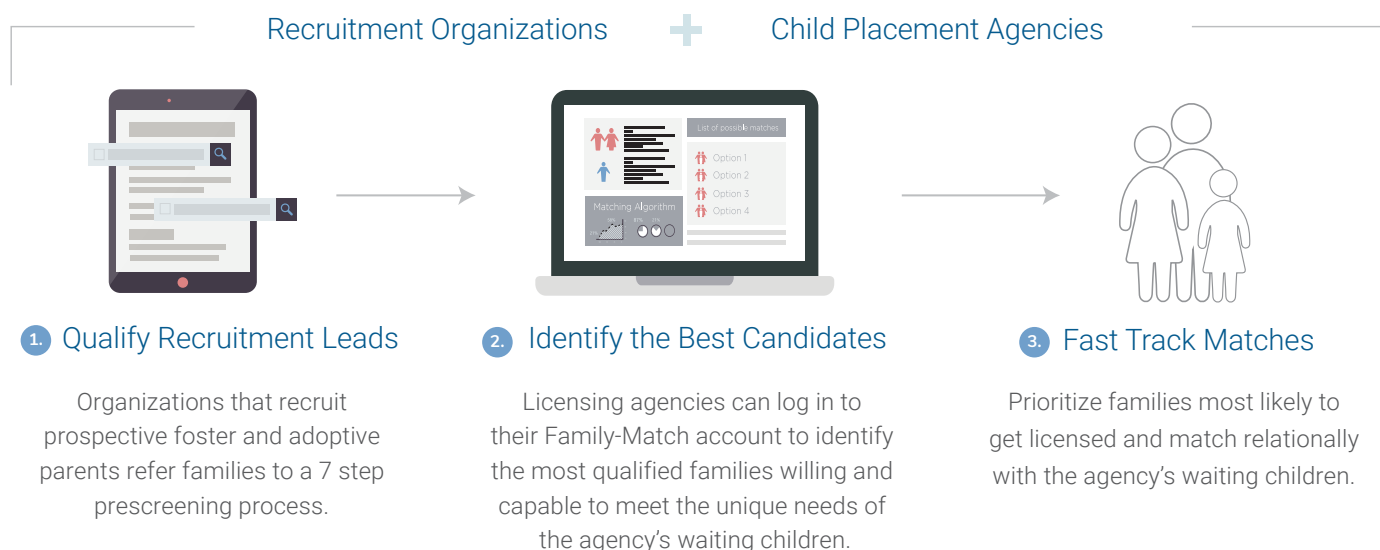 Recruitment Organizations + Child Placement Agencies
List of possible matches
Option 1
Option 2
Option 3
Option 4
Matching Algorithm
1. Qualify Recruitment Leads
Organizations that recruit
prospective foster and adoptive
parents refer families to a 7 step
prescreening process.
2. Identify the Best Candidates
Licensing agencies can log in to
their Family-Match account to identify
the most qualified families willing and
capable to meet the unique needs of
the agency’s waiting children.
3. Fast Track Matches
Prioritize families most likely to
get licensed and match relationally
with the agency’s waiting children.